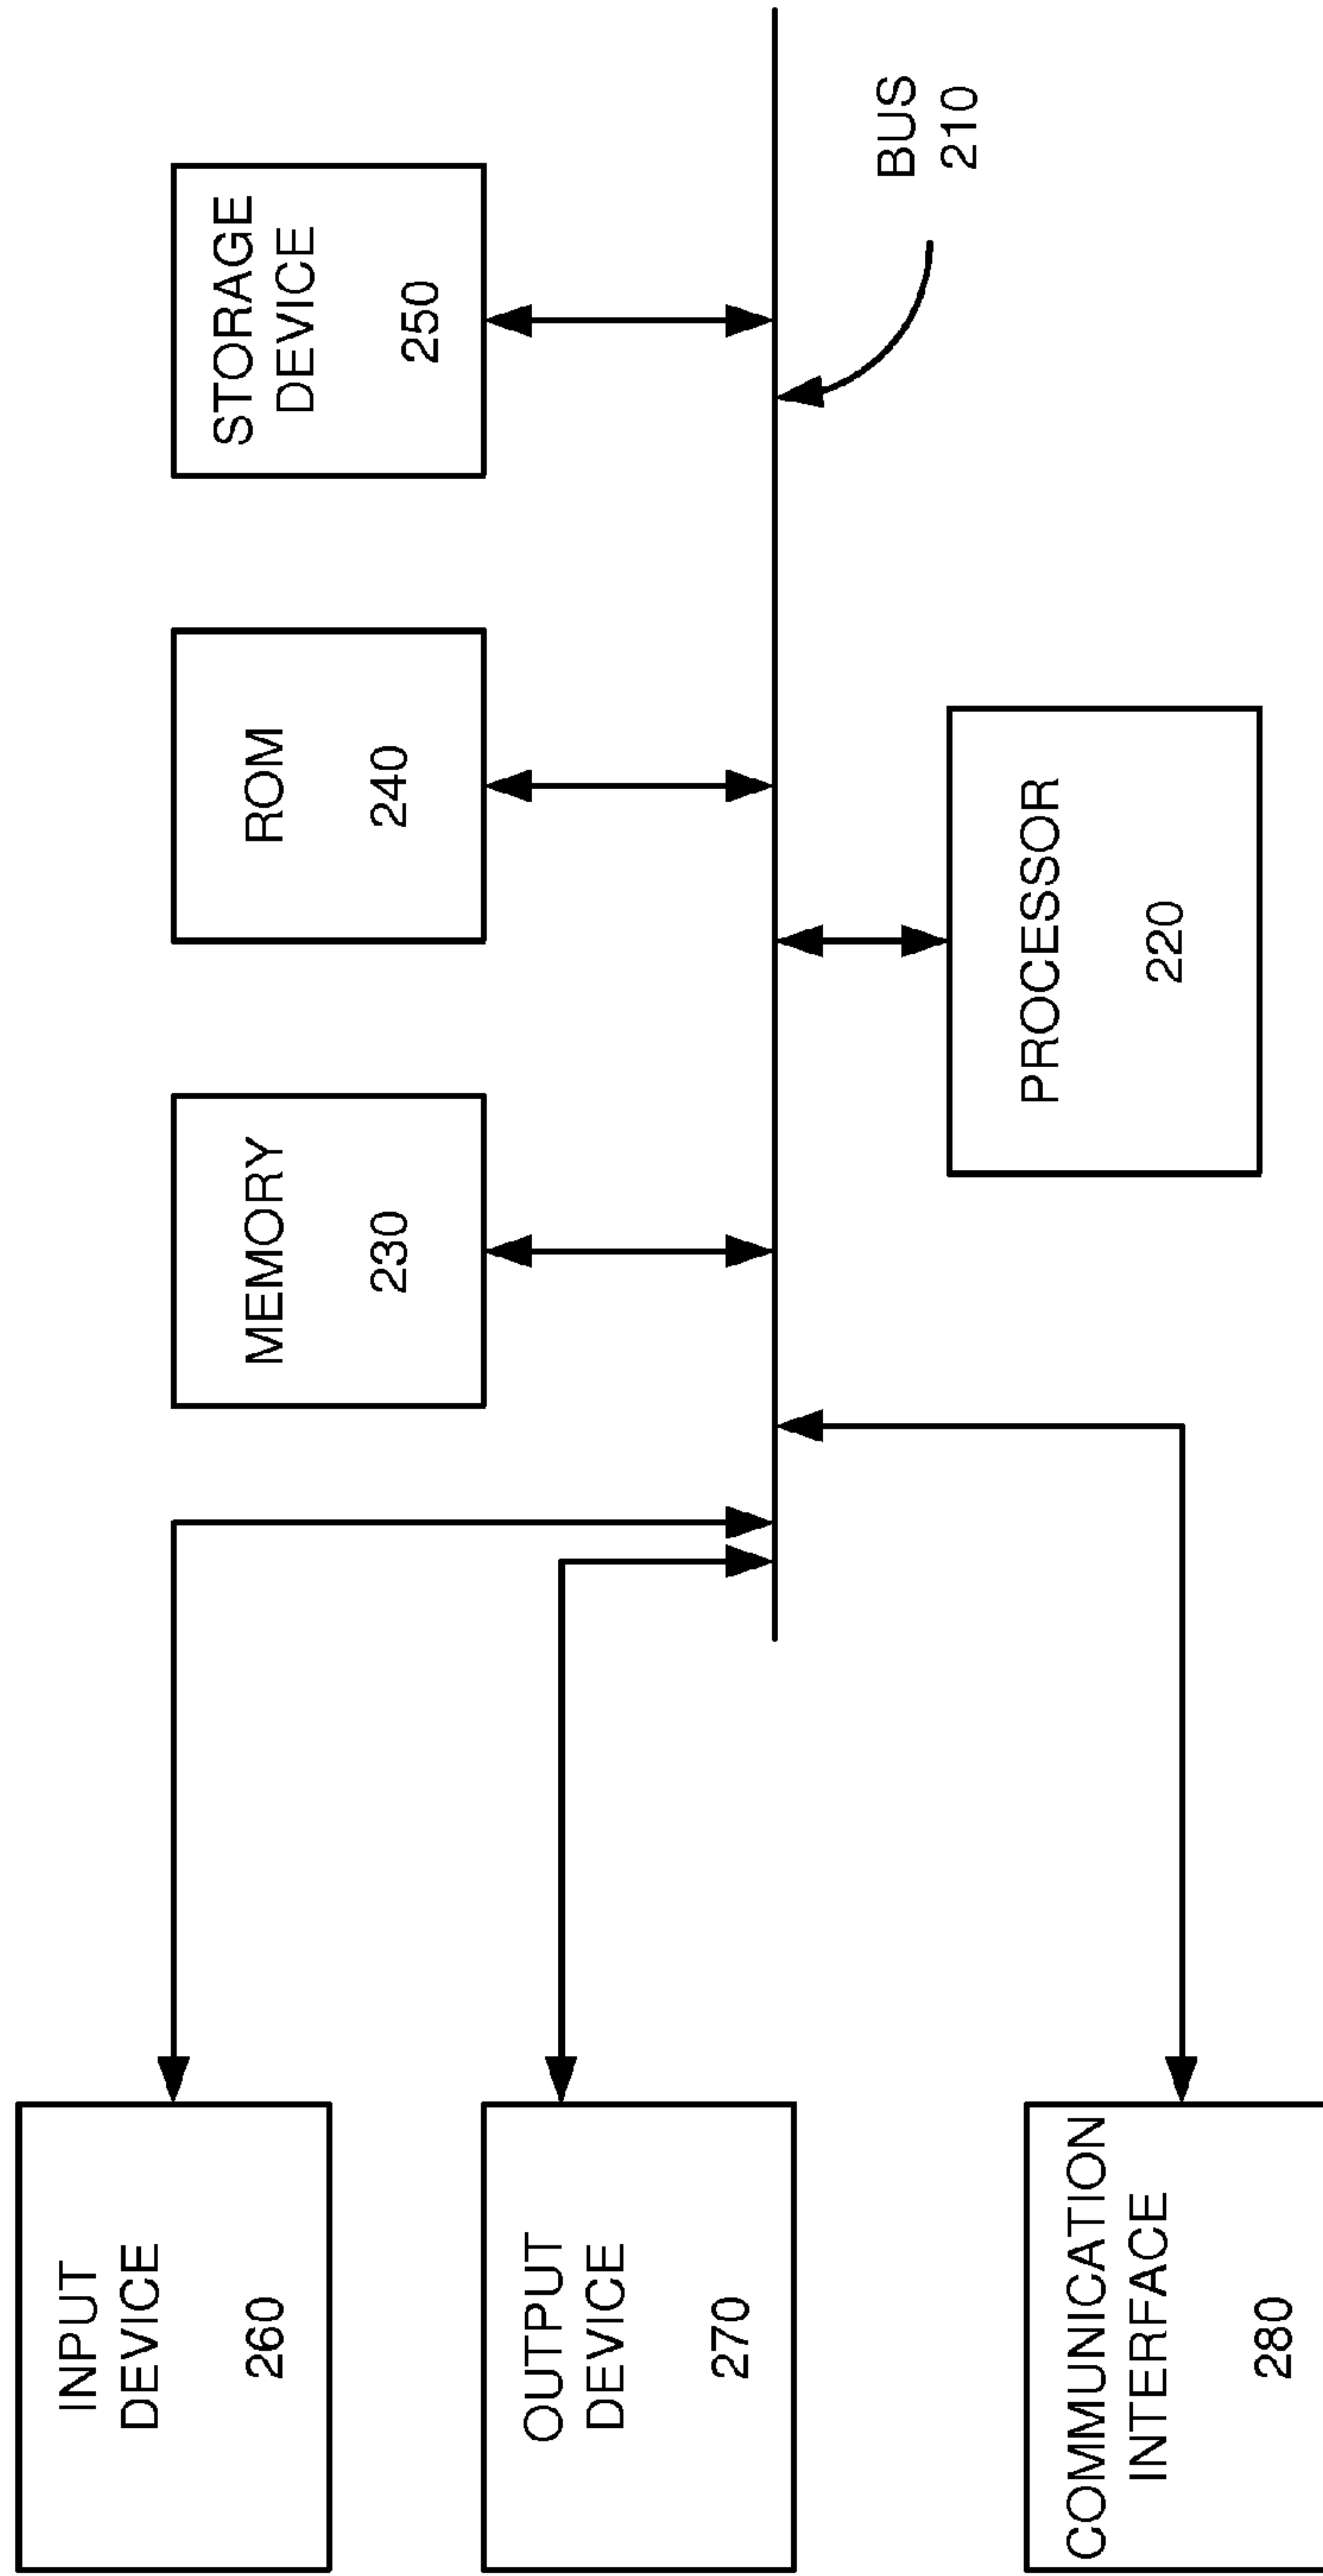 INPUT
DEVICE
260
MEMORY
230
ROM
240
STORAGE
DEVICE
250
OUTPUT
DEVICE
270
BUS
210
PROCESSOR
220
COMMUNICATION
INTERFACE
280